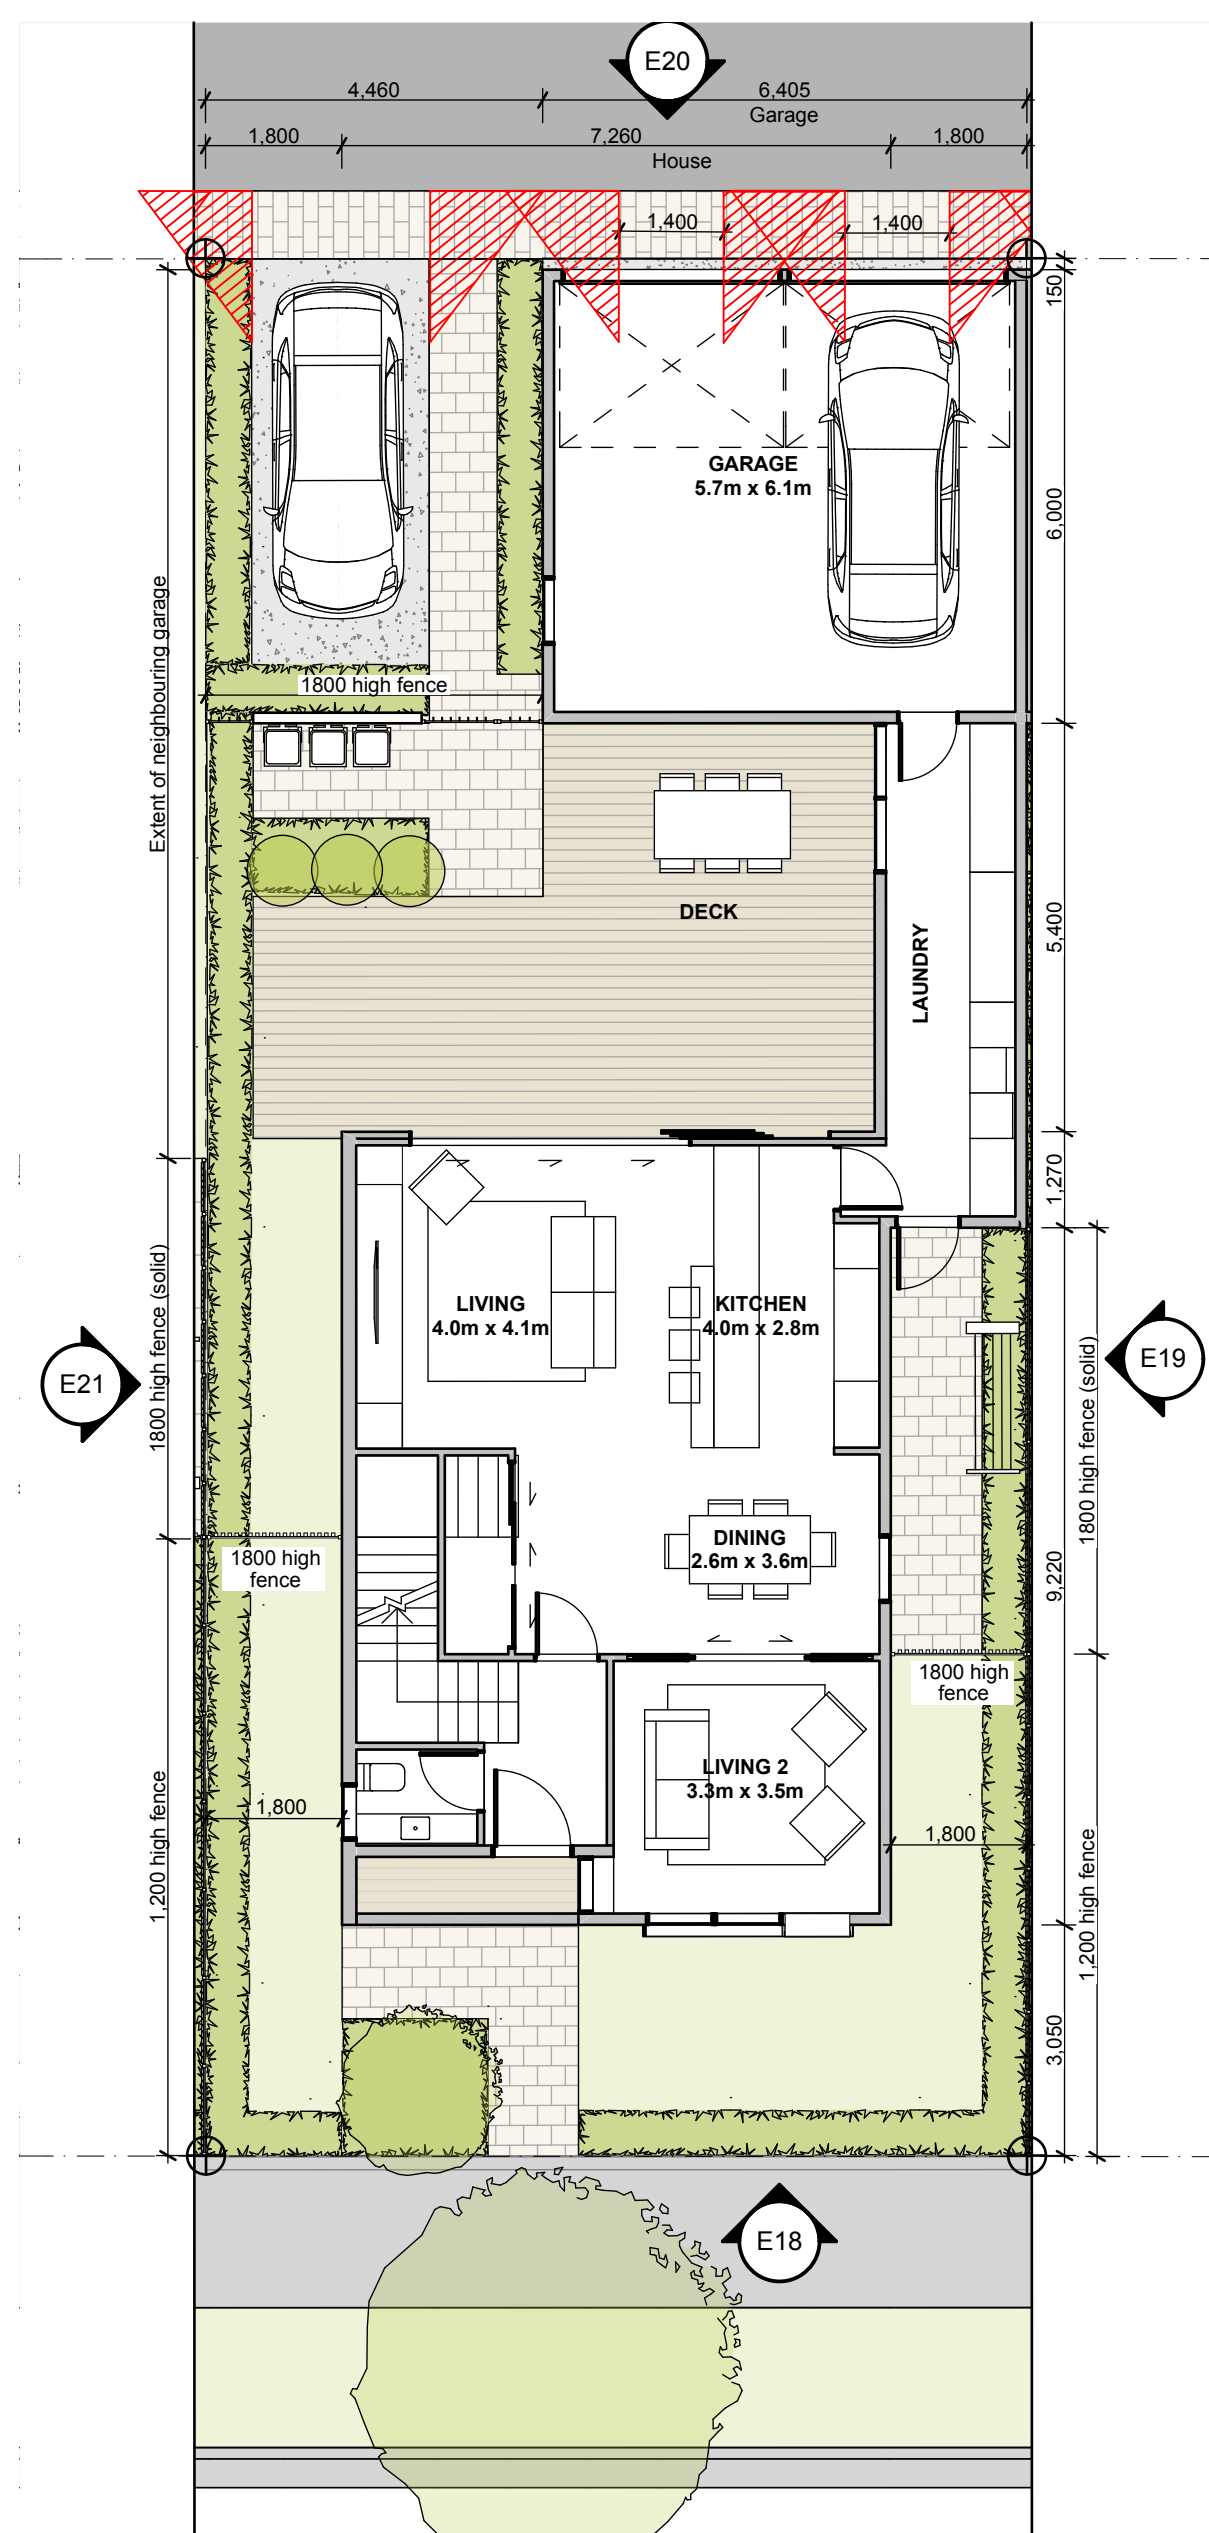 E20
4,460
6,405
Garage
1,800
7,260
1,800
House
1,400
1,400
150
GARAGE
5.7m x 6.1m
6,000
Extent of neighbouring garage
1800 high fence
DECK
LAUNDRY
5,400
1,270
1800 high fence (solid)
LIVING
4.0m x 4.1m
KITCHEN
4.0m x 2.8m
E21
E19
1800 high fence (solid)
DINING
2.6m x 3.6m
1800 high
fence
9,220
1800 high
fence
LIVING 2
3.3m x 3.5m
1,800
1,800
1,200 high fence
1,200 high fence
3,050
E18